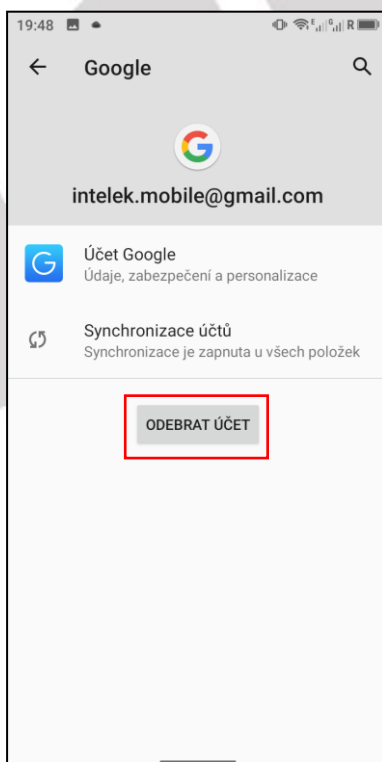 19:48
E G R
Google
G
intelek.mobile@gmail.com
G
Účet Google
Údaje, zabezpečení a personalizace
Synchronizace účtů
Synchronizace je zapnuta u všech položek
ODEBRAT ÚČET